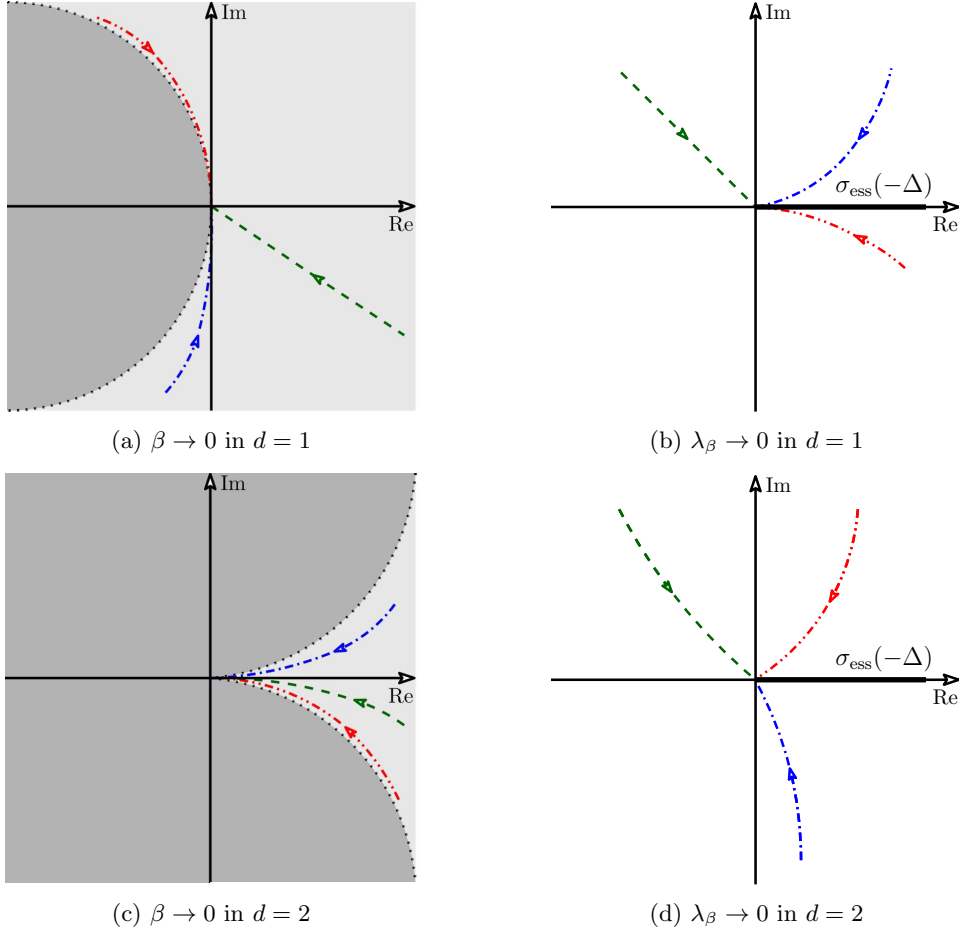 Im
Re
(a) β → 0 in d = 1
Im
σess(−Δ)
Re
(b) λβ → 0 in d = 1
Im
Re
(c) β → 0 in d = 2
Im
σess(−Δ)
Re
(d) λβ → 0 in d = 2